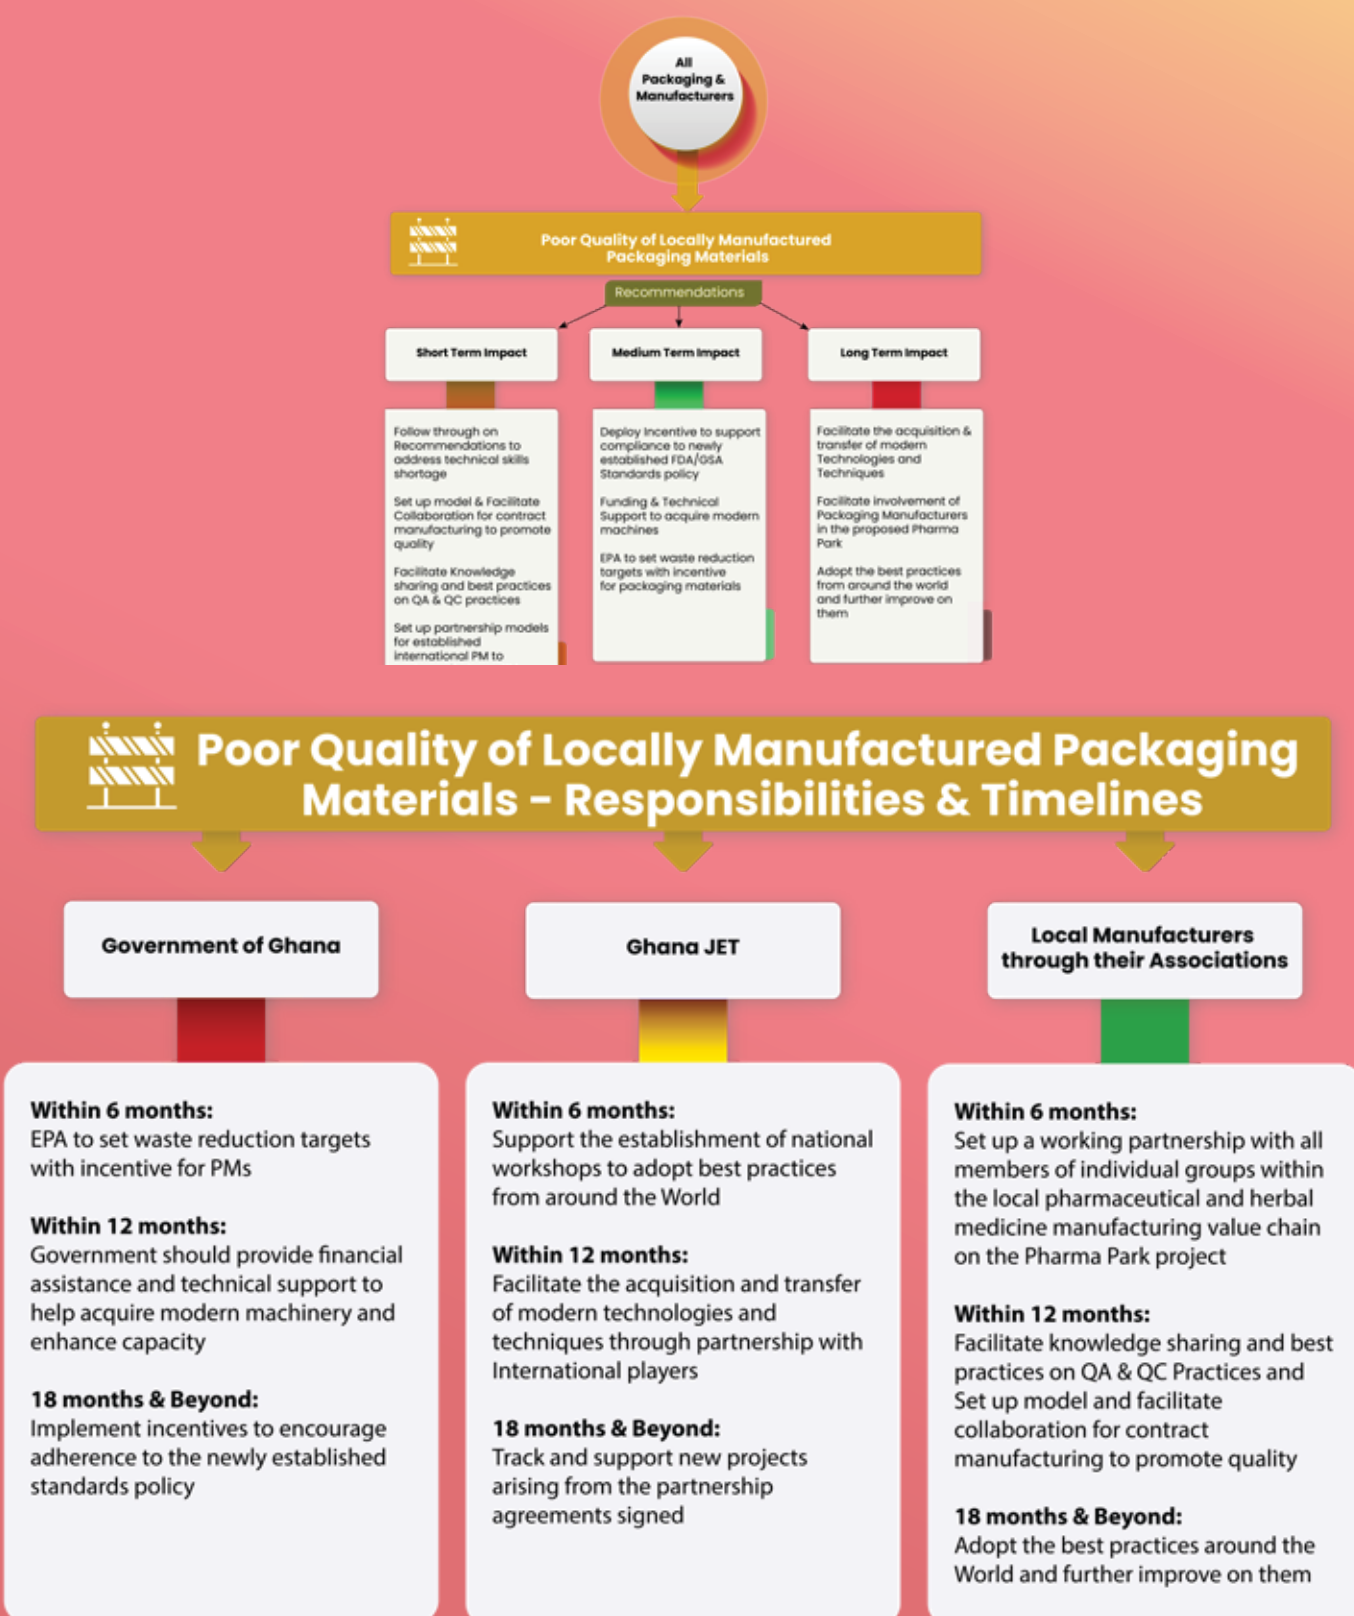 All
Packaging &
Manufacturers
Poor Quality of Locally Manufactured
Packaging Materials
Recommendations
Short Term Impact
Follow through on
Recommendations to
address technical skills
shortage
Set up model & Facilitate
Collaboration for contract
manufacturing to promote
quality
Facilitate Knowledge
sharing and best practices
on QA & QC practices
Set up partnership models
for established
international PM to
Medium Term Impact
Deploy Incentive to support
compliance to newly
established FDA/GSA
Standards policy
Funding & Technical
Support to acquire modern
machines
EPA to set waste reduction
targets with incentive
for packaging materials
Long Term Impact
Facilitate the acquisition &
transfer of modern
Technologies and
Techniques
Facilitate involvement of
Packaging Manufacturers
in the proposed Pharma
Park
Adopt the best practices
from around the world
and further improve on
them
Poor Quality of Locally Manufactured Packaging
Materials - Responsibilities & Timelines
Government of Ghana
Within 6 months:
EPA to set waste reduction targets
with incentive for PMs
Within 12 months:
Government should provide financial
assistance and technical support to
help acquire modern machinery and
enhance capacity
18 months & Beyond:
Implement incentives to encourage
adherence to the newly established
standards policy
Ghana JET
Within 6 months:
Support the establishment of national
workshops to adopt best practices
from around the World
Within 12 months:
Facilitate the acquisition and transfer
of modern technologies and
techniques through partnership with
International players
18 months & Beyond:
Track and support new projects
arising from the partnership
agreements signed
Local Manufacturers
through their Associations
Within 6 months:
Set up a working partnership with all
members of individual groups within
the local pharmaceutical and herbal
medicine manufacturing value chain
on the Pharma Park project
Within 12 months:
Facilitate knowledge sharing and best
practices on QA & QC Practices and
Set up model and facilitate
collaboration for contract
manufacturing to promote quality
18 months & Beyond:
Adopt the best practices around the
World and further improve on them